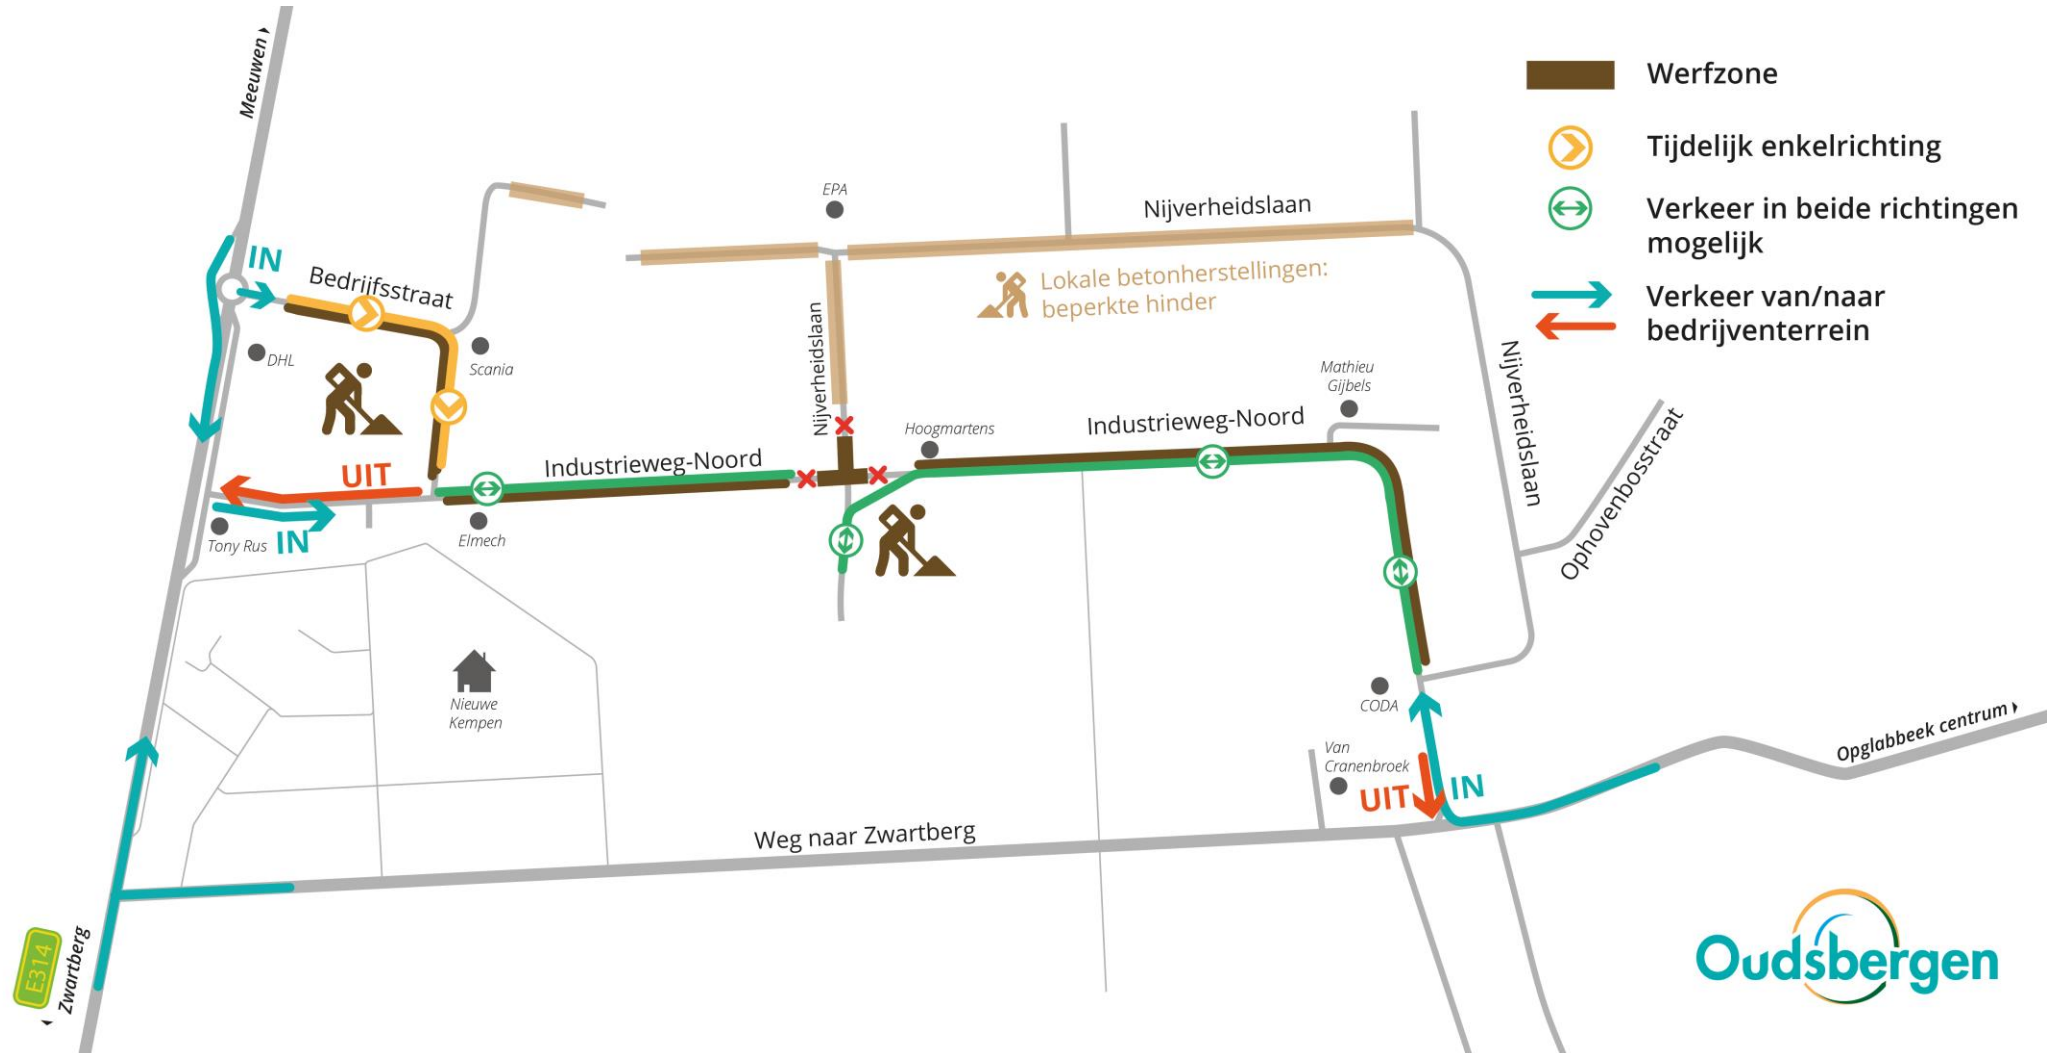 Meeuwen
Werfzone
Tijdelijk enkelrichting
Verkeer in beide richtingen
mogelijk
Verkeer van/naar
bedrijventerrein
EPA
Nijverheidslaan
IN
Bedrijfsstraat
Lokale betonherstellingen:
beperkte hinder
Nijverheidslaan
DHL
Scania
Mathieu
Gijbels
Nijverheidslaan
Ophovenbosstraat
Hoogmartens
Industrieweg-Noord
Industrieweg-Noord
UIT
Tony Rus
IN
Elmech
Nieuwe
Kempen
CODA
Van
Cranenbroek
UIT
IN
Opglabbeek centrum
Weg naar Zwartberg
E314
Zwartberg
Oudsbergen